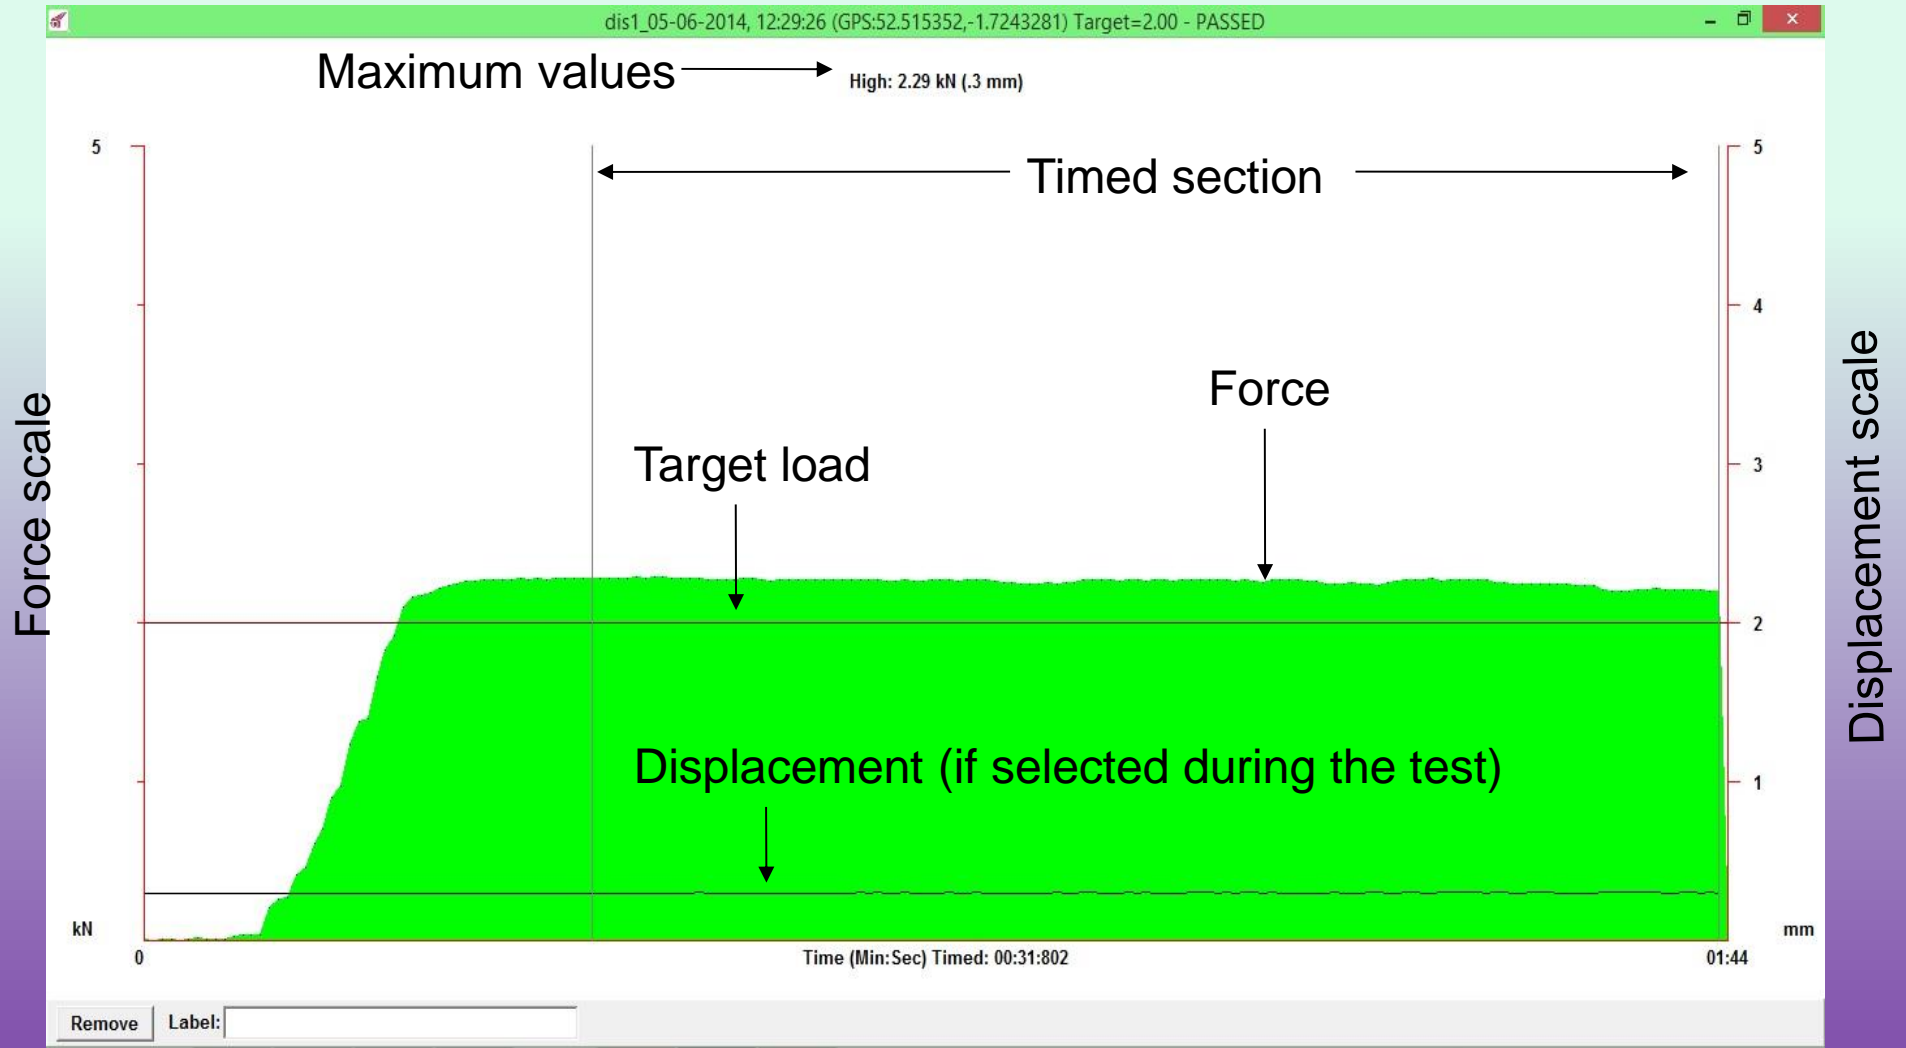 dis1_05-06-2014, 12:29:26 (GPS:52.515352,-1.7243281) Target=2.00 - PASSED
Maximum values
High: 2.29 kN (.3 mm)
5
5
Timed section
4
Force
Target load
3
Force scale
Displacement scale
2
Displacement (if selected during the test)
1
kN
mm
0
Time (Min:Sec) Timed: 00:31:802
01:44
Remove
Label: